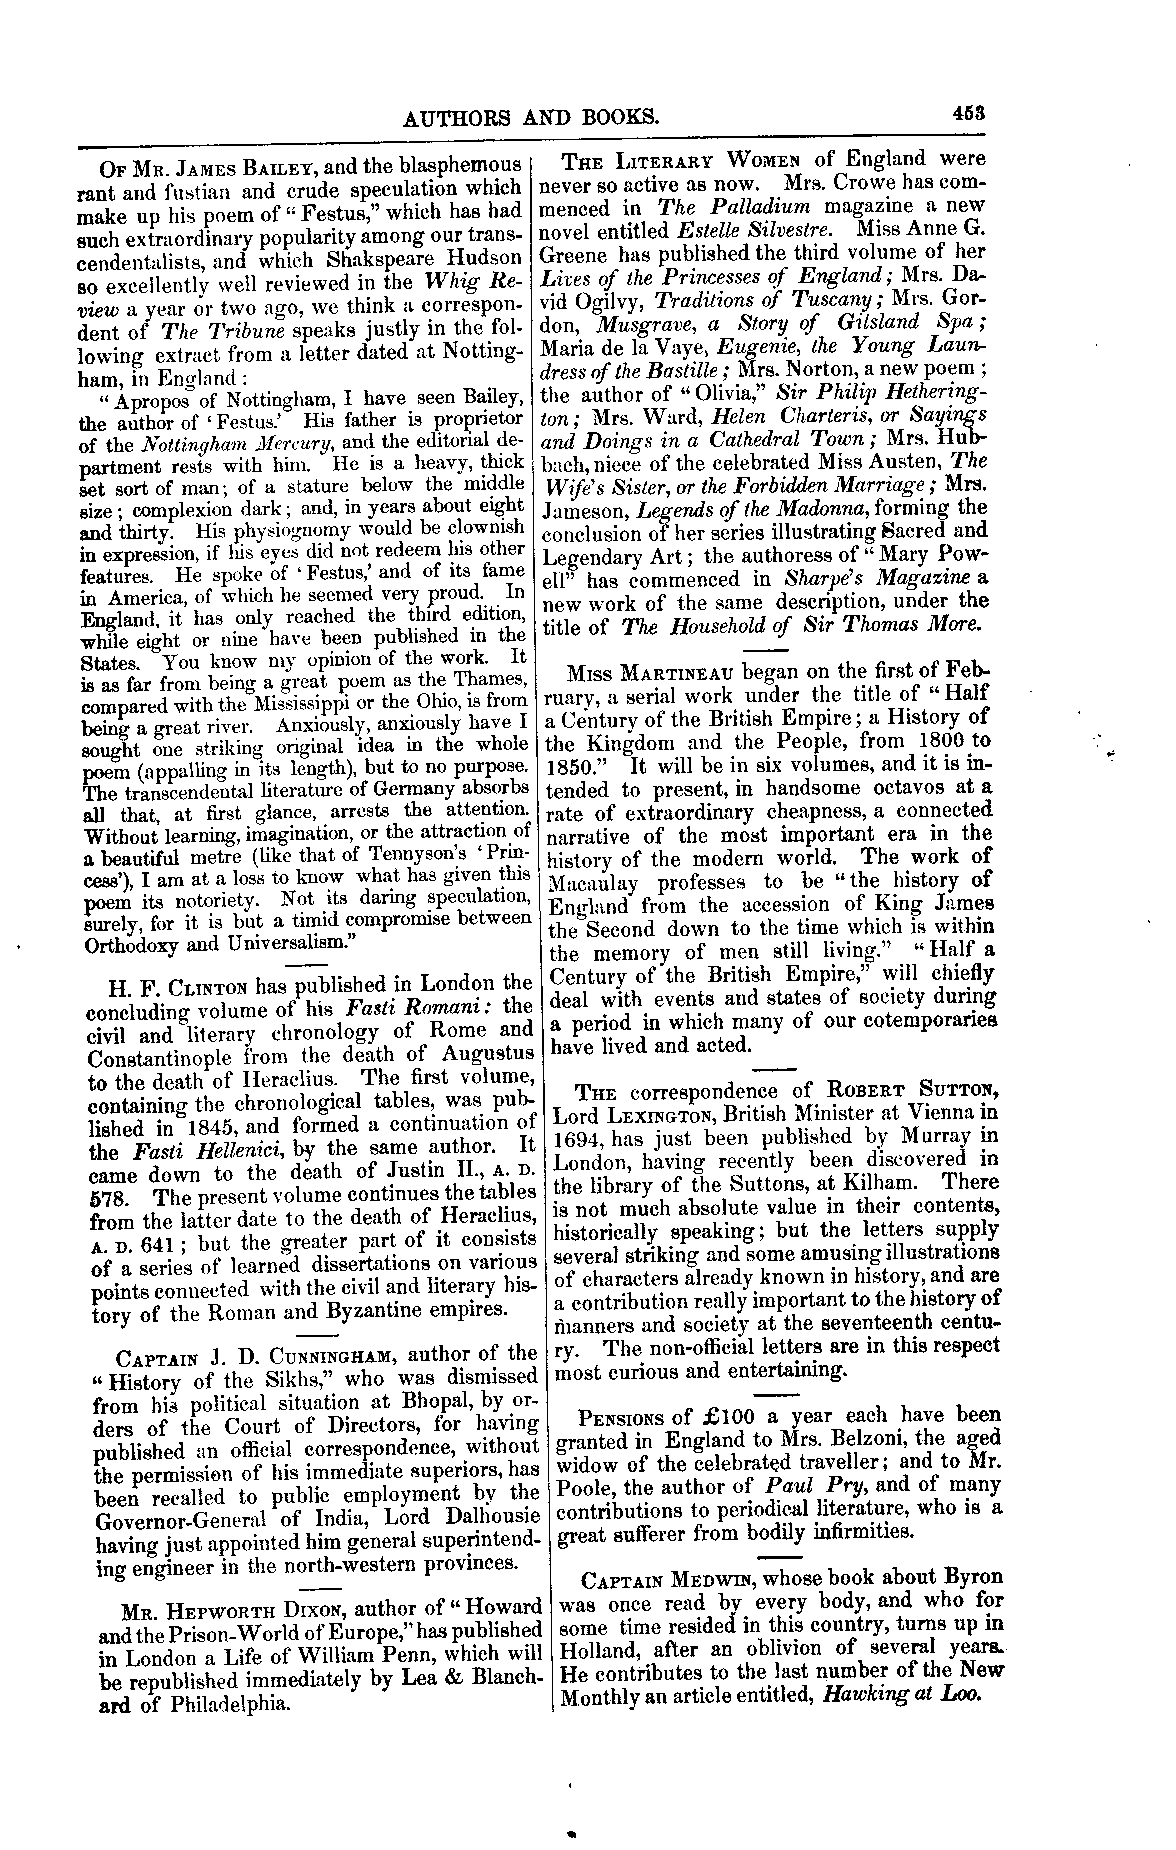 AUTHORS AND BOOKS. 453
OF MR. JAMES BAILEY, and the blasphemous
rant and fustian and crude speculation which
make up his poem of "Festus," which has had
such extraordinary popularity among our trans-
cendentalists, and which Shakspeare Hudson
so excellently well reviewed in the Whig Re-
view a year or two ago, we think a correspon-
dent of The Tribune speaks justly in the fol-
lowing extract from a letter dated at Notting-
ham, in England:
"Apropos of Nottingham, I have seen Bailey,
the author of 'Festus.' His father is proprietor
of the Nottingham Mercury, and the editorial de-
partment rests with him. He is a heavy, thick
set sort of man; of a stature below the middle
size; complexion dark; and, in years about eight
and thirty. His physiognomy would be clownish
in expression, if his eyes did not redeem his other
features. He spoke of 'Festus,' and of its fame
in America, of which he seemed very proud. In
England, it has only reached the third edition,
while eight or nine have been published in the
States. You know my opinion of the work. It
is as far from being a great poem as the Thames,
compared with the Mississippi or the Ohio, is from
being a great river. Anxiously, anxiously have I
sought one striking original idea in the whole
poem (appalling in its length), but to no purpose.
The transcendental literature of Germany absorbs
all that, at first glance, arrests the attention.
Without learning, imagination, or the attraction of
a beautiful metre (like that of Tennyson's 'Prin-
cess'), I am at a loss to know what has given this
poem its notoriety. Not its daring speculation,
surely, for it is but a timid compromise between
Orthodoxy and Universalism."
H. F. CLINTON has published in London the
concluding volume of his Fasti Romani: the
civil and literary chronology of Rome and
Constantinople from the death of Augustus
to the death of Heraclius. The first volume,
containing the chronological tables, was pub-
lished in 1845, and formed a continuation of
the Fasti Hellenici, by the same author. It
came down to the death of Justin II., A. D.
578. The present volume continues the tables
from the latter date to the death of Heraclius,
A. D. 641; but the greater part of it consists
of a series of learned dissertations on various
points connected with the civil and literary his-
tory of the Roman and Byzantine empires.
CAPTAIN J. D. CUNNINGHAM, author of the
"History of the Sikhs," who was dismissed
from his political situation at Bhopal, by or-
ders of the Court of Directors, for having
published an official correspondence, without
the permission of his immediate superiors, has
been recalled to public employment by the
Governor-General of India, Lord Dalhousie
having just appointed him general superintend-
ing engineer in the north-western provinces.
MR. HEPWORTH DIXON, author of "Howard
and the Prison-World of Europe," has published
in London a Life of William Penn, which will
be republished immediately by Lea & Blanch-
ard of Philadelphia.
THE LITERARY WOMEN of England were
never so active as now. Mrs. Crowe has com-
menced in The Palladium magazine a new
novel entitled Estelle Silvestre. Miss Anne G.
Greene has published the third volume of her
Lives of the Princesses of England; Mrs. Da-
vid Ogilvy, Traditions of Tuscany; Mrs. Gor-
don, Musgrave, a Story of Gilsland Spa;
Maria de la Vaye, Eugenie, the Young Laun-
dress of the Bastille; Mrs. Norton, a new poem;
the author of "Olivia," Sir Philip Hethering-
ton; Mrs. Ward, Helen Charteris, or Sayings
and Doings in a Cathedral Town; Mrs. Hub-
bach, niece of the celebrated Miss Austen, The
Wife's Sister, or the Forbidden Marriage; Mrs.
Jameson, Legends of the Madonna, forming the
conclusion of her series illustrating Sacred and
Legendary Art; the authoress of "Mary Pow-
ell" has commenced in Sharpe's Magazine a
new work of the same description, under the
title of The Household of Sir Thomas More.
MISS MARTINEAU began on the first of Feb-
ruary, a serial work under the title of "Half
a Century of the British Empire; a History of
the Kingdom and the People, from 1800 to
1850." It will be in six volumes, and it is in-
tended to present, in handsome octavos at a
rate of extraordinary cheapness, a connected
narrative of the most important era in the
history of the modern world. The work of
Macaulay professes to be "the history of
England from the accession of King James
the Second down to the time which is within
the memory of men still living." "Half a
Century of the British Empire," will chiefly
deal with events and states of society during
a period in which many of our cotemporaries
have lived and acted.
THE correspondence of ROBERT SUTTON,
Lord LEXINGTON, British Minister at Vienna in
1694, has just been published by Murray in
London, having recently been discovered in
the library of the Suttons, at Kilham. There
is not much absolute value in their contents,
historically speaking; but the letters supply
several striking and some amusing illustrations
of characters already known in history, and are
a contribution really important to the history of
manners and society at the seventeenth centu-
ry. The non-official letters are in this respect
most curious and entertaining.
PENSIONS of £100 a year each have been
granted in England to Mrs. Belzoni, the aged
widow of the celebrated traveller; and to Mr.
Poole, the author of Paul Pry, and of many
contributions to periodical literature, who is a
great sufferer from bodily infirmities.
CAPTAIN MEDWIN, whose book about Byron
was once read by every body, and who for
some time resided in this country, turns up in
Holland, after an oblivion of several years.
He contributes to the last number of the New
Monthly an article entitled, Hawking at Loo.